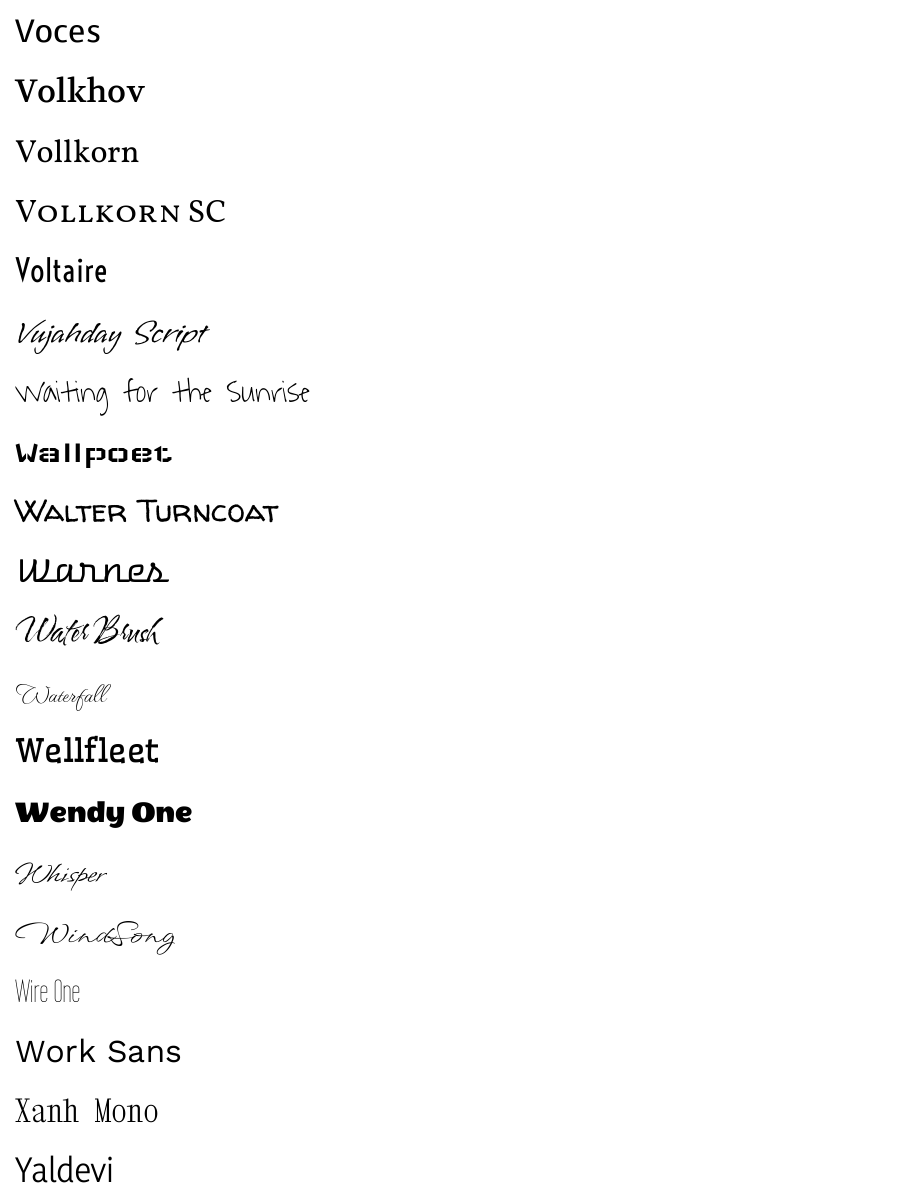 Voces
Volkhov
Vollkorn
Vollkorn SC
Voltaire
Vujahday Script
Waiting for the Sunrise
Wallpoet
Walter Turncoat
Warnes
Water Brush
Waterfall
Wellfleet
Wendy One
Whisper
WindSong
Wire One
Work Sans
Xanh Mono
Yaldevi